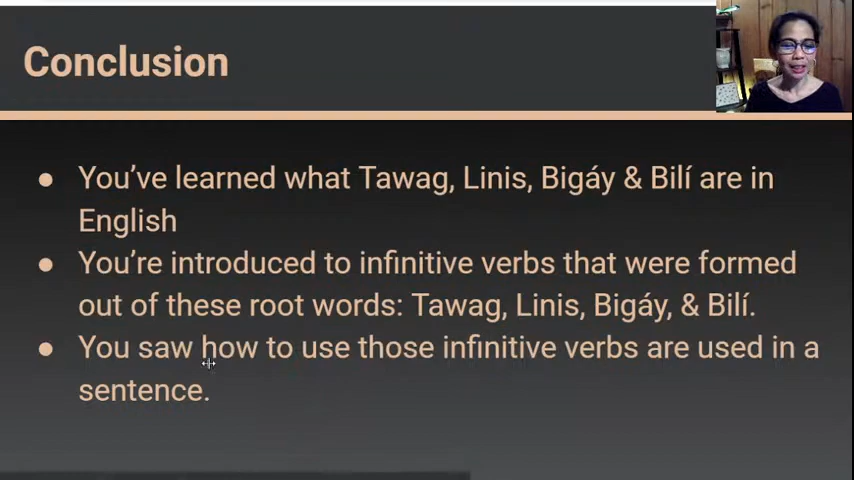 Conclusion
● You’ve learned what Tawag, Linis, Bigáy & Bilí are in
English
● You’re introduced to infinitive verbs that were formed
out of these root words: Tawag, Linis, Bigáy, & Bilí.
● You saw how to use those infinitive verbs are used in a
sentence.